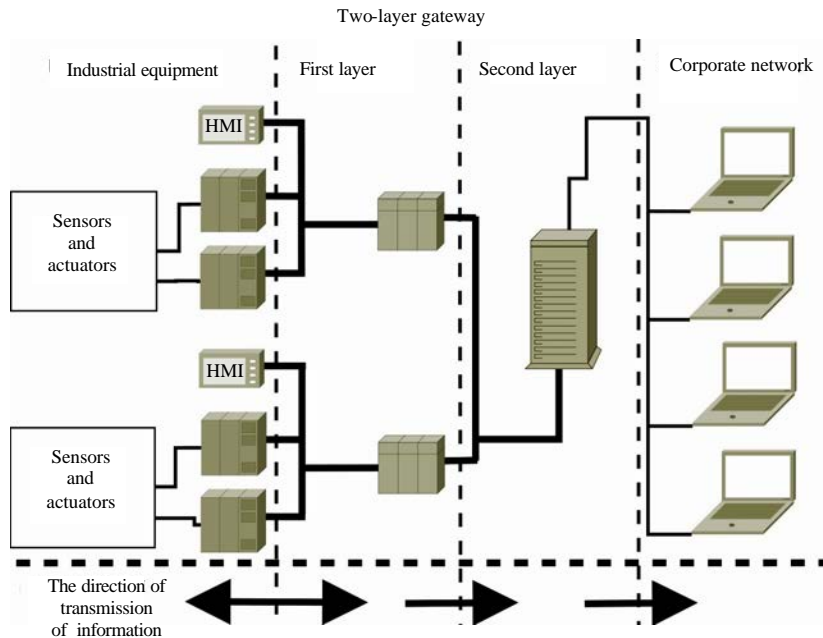 Two-layer gateway
Industrial equipment
First layer
Second layer
Corporate network
HMI
Sensors
and
actuators
HMI
Sensors
and
actuators
The direction of
transmission
of information